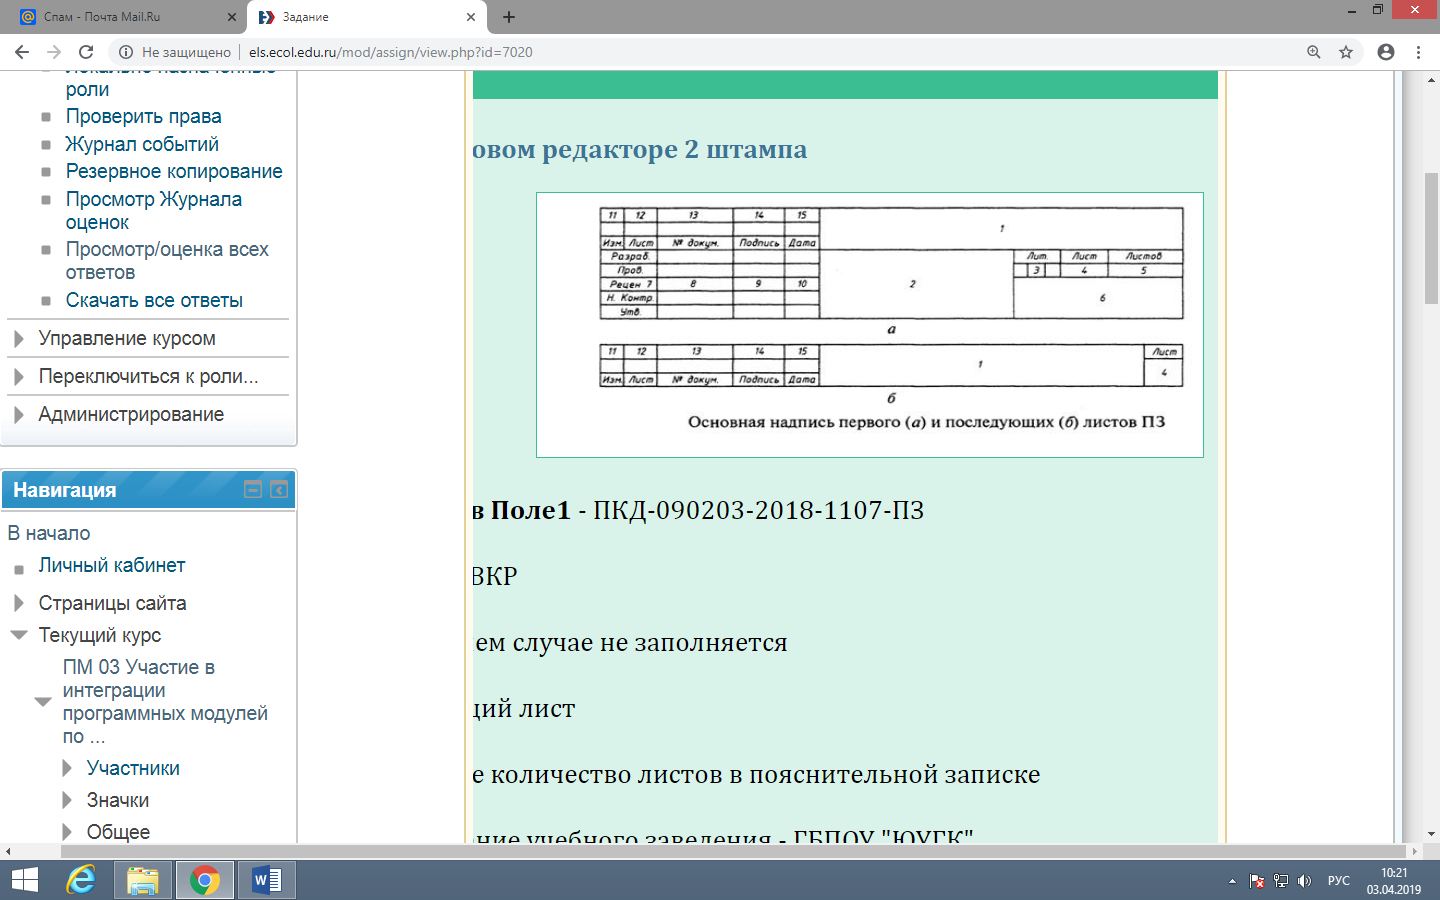 Спам - Почта Mail.Ru
Задание
Не защищено
els.ecol.edu.ru/mod/assign/view.php?id=7020
роли
Проверить права
Журнал событий
Резервное копирование
Просмотр Журнала
оценок
Просмотр/оценка всех
ответов
Скачать все ответы
Управление курсом
Переключиться к роли...
Администрирование
Навигация
В начало
Личный кабинет
Страницы сайта
Текущий курс
ПМ 03 Участие в
интеграции
программных модулей
по ...
Участники
Значки
Общее
овом редакторе 2 штампа
11 12 13 14 15
1
Изм. Лист № докум. Подпись Дата
Разраб. Лит. Лист Листов
Пров. 3 4 5
Рецен 7 8 9 10 2
Н. Контр. 6
Утв.
а
11 12 13 14 15 1 Лист
4
Изм. Лист № докум. Подпись Дата
б
Основная надпись первого (а) и последующих (б) листов ПЗ
в Поле1 - ПКД-090203-2018-1107-ПЗ
ВКР
ем случае не заполняется
щий лист
е количество листов в пояснительной записке
ние учебного заведения - ГБПОУ "ЮУГК"
РУС
10:21
03.04.2019